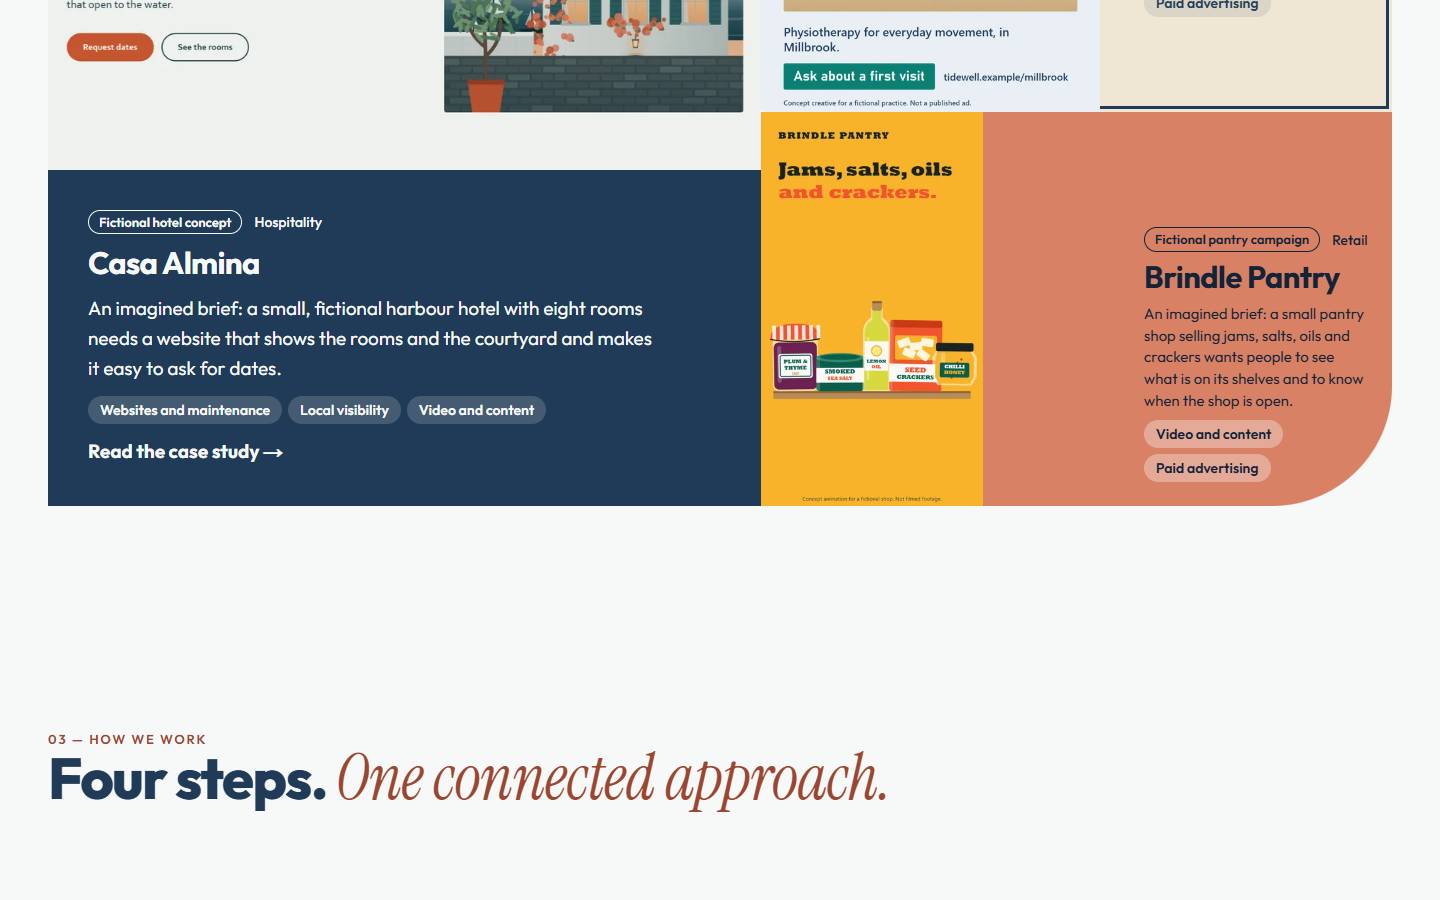 that open to the water.
Request dates
See the rooms
Physiotherapy for everyday movement, in
Millbrook.
Ask about a first visit
tidewell.example/millbrook
Concept creative for a fictional practice. Not a published ad.
Paid advertising
Fictional hotel concept
Hospitality
Casa Almina
An imagined brief: a small, fictional harbour hotel with eight rooms
needs a website that shows the rooms and the courtyard and makes
it easy to ask for dates.
Websites and maintenance
Local visibility
Video and content
Read the case study →
BRINDLE PANTRY
Jams, salts, oils
and crackers.
PLUM &
THYME
SMOKED
SEA SALT
LEMON
OIL
SEED
CRACKERS
CHILLI
HONEY
Concept animation for a fictional shop. Not filmed footage.
Fictional pantry campaign
Retail
Brindle Pantry
An imagined brief: a small pantry
shop selling jams, salts, oils and
crackers wants people to see
what is on its shelves and to know
when the shop is open.
Video and content
Paid advertising
03 — HOW WE WORK
Four steps. One connected approach.